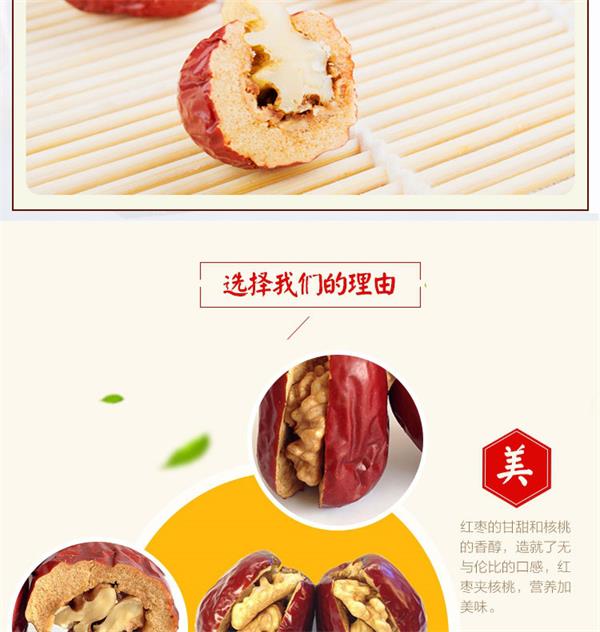 选择我们的理由
美
红枣的甘甜和核桃
的香醇，造就了无
与伦比的口感，红
枣夹核桃，营养加
美味。